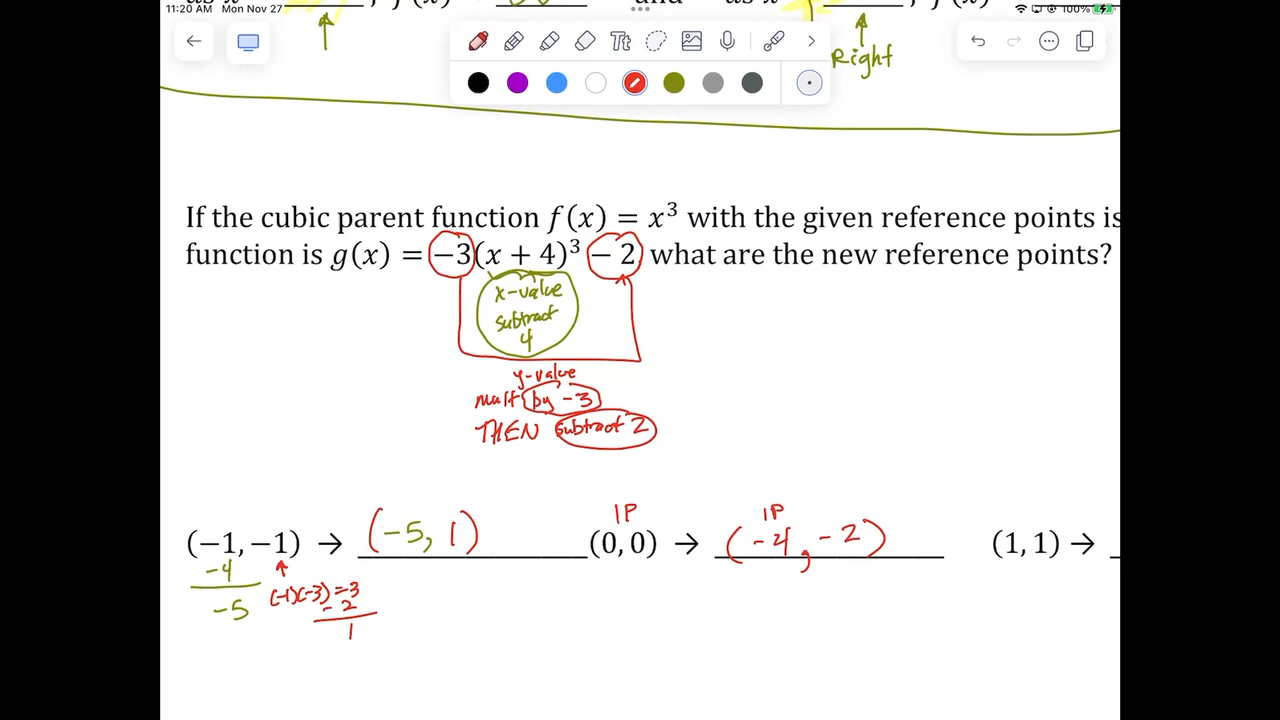 11:20 AM Mon Nov 27
100%
Tt
Right
If the cubic parent function f(x) = x³ with the given reference points is
function is g(x) = −3(x + 4)³ − 2, what are the new reference points?
x-value
subtract
4
y-value
mult by -3
THEN subtract 2
IP
IP
(−1, −1) → (-5, 1) (0, 0) → (-4, -2) (1, 1) →
-4
-5
(-1)(-3)=3
-2
1